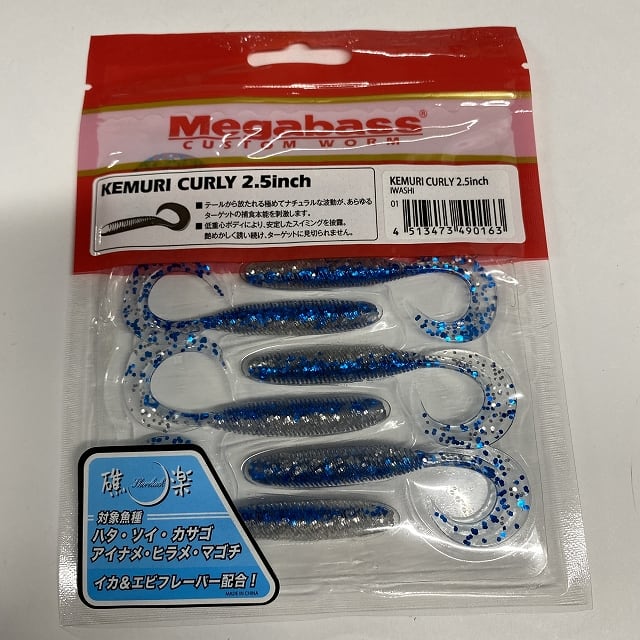 Megabass®
CUSTOM WORM
KEMURI CURLY 2.5inch
■ テールから放たれる極めてナチュラルな波動が、あらゆる
ターゲットの捕食本能を刺激します。
■ 低重心ボディにより、安定したスイミングを披露。
艶めかしく誘い続け、ターゲットに見切られません。
KEMURI CURLY 2.5inch
IWASHI
01
4 513473 490163
礁楽
対象魚種
ハタ・ソイ・カサゴ
アイナメ・ヒラメ・マゴチ
イカ&エビフレーバー配合！
MADE IN CHINA